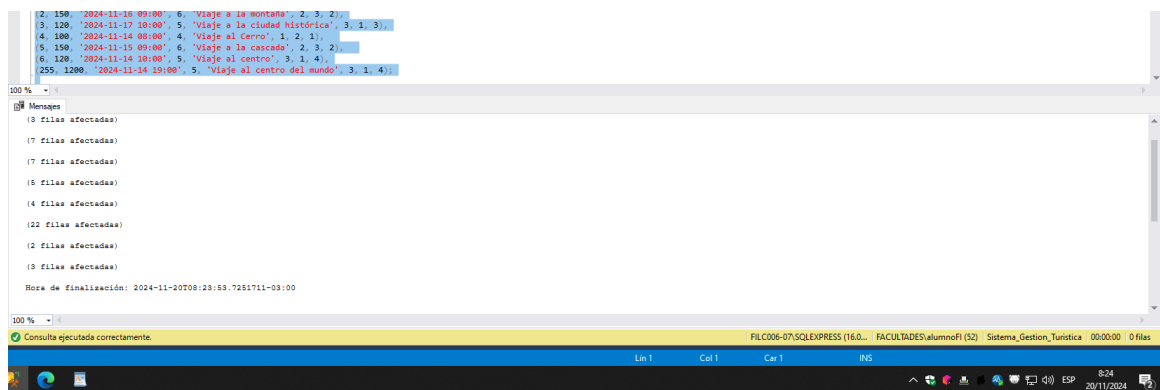 (2, 150, '2024-11-16 09:00', 6, 'Viaje a la montaña', 2, 3, 2),
(3, 120, '2024-11-17 10:00', 5, 'Viaje a la ciudad histórica', 3, 1, 3),
(4, 100, '2024-11-14 08:00', 4, 'Viaje al Cerro', 1, 2, 1),
(5, 150, '2024-11-15 09:00', 6, 'Viaje a la cascada', 2, 3, 2),
(6, 120, '2024-11-14 10:00', 5, 'Viaje al centro', 3, 1, 4),
(255, 1200, '2024-11-14 19:00', 5, 'Viaje al centro del mundo', 3, 1, 4);
100 %
Mensajes
(3 filas afectadas)
(7 filas afectadas)
(7 filas afectadas)
(5 filas afectadas)
(4 filas afectadas)
(22 filas afectadas)
(2 filas afectadas)
(3 filas afectadas)
Hora de finalización: 2024-11-20T08:23:53.7251711-03:00
100 %
Consulta ejecutada correctamente. FILC006-07\SQLEXPRESS (16.0... FACULTADES\alumnoFI (52) Sistema_Gestion_Turistica 00:00:00 0 filas
Lín 1 Col 1 Car 1 INS
ESP 8:24
20/11/2024 2